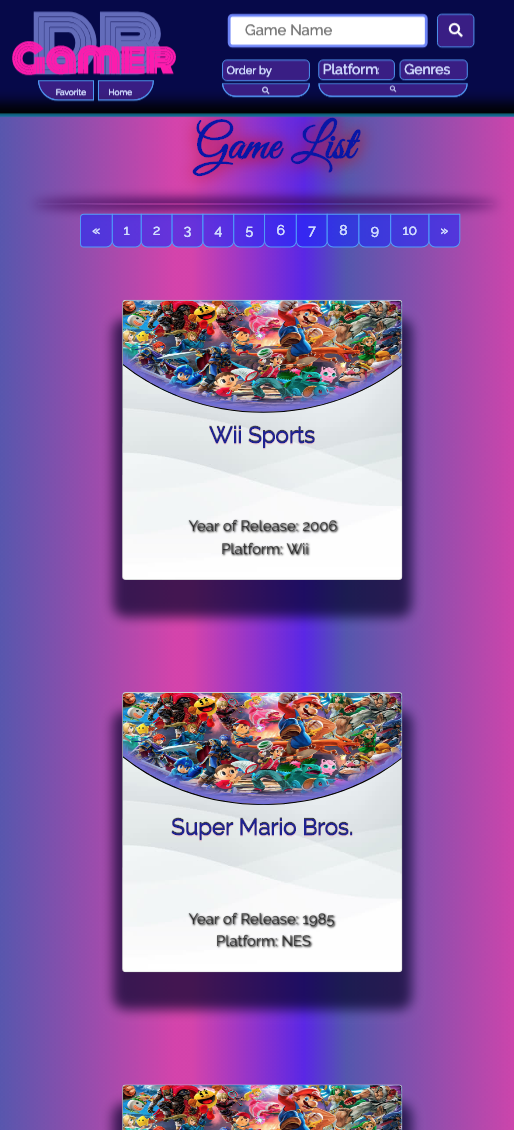 DB
GAMER
Favorite Home
Game Name
Order by Platform Genres
Game List
« 1 2 3 4 5 6 7 8 9 10 »
Wii Sports
Year of Release: 2006
Platform: Wii
Super Mario Bros.
Year of Release: 1985
Platform: NES